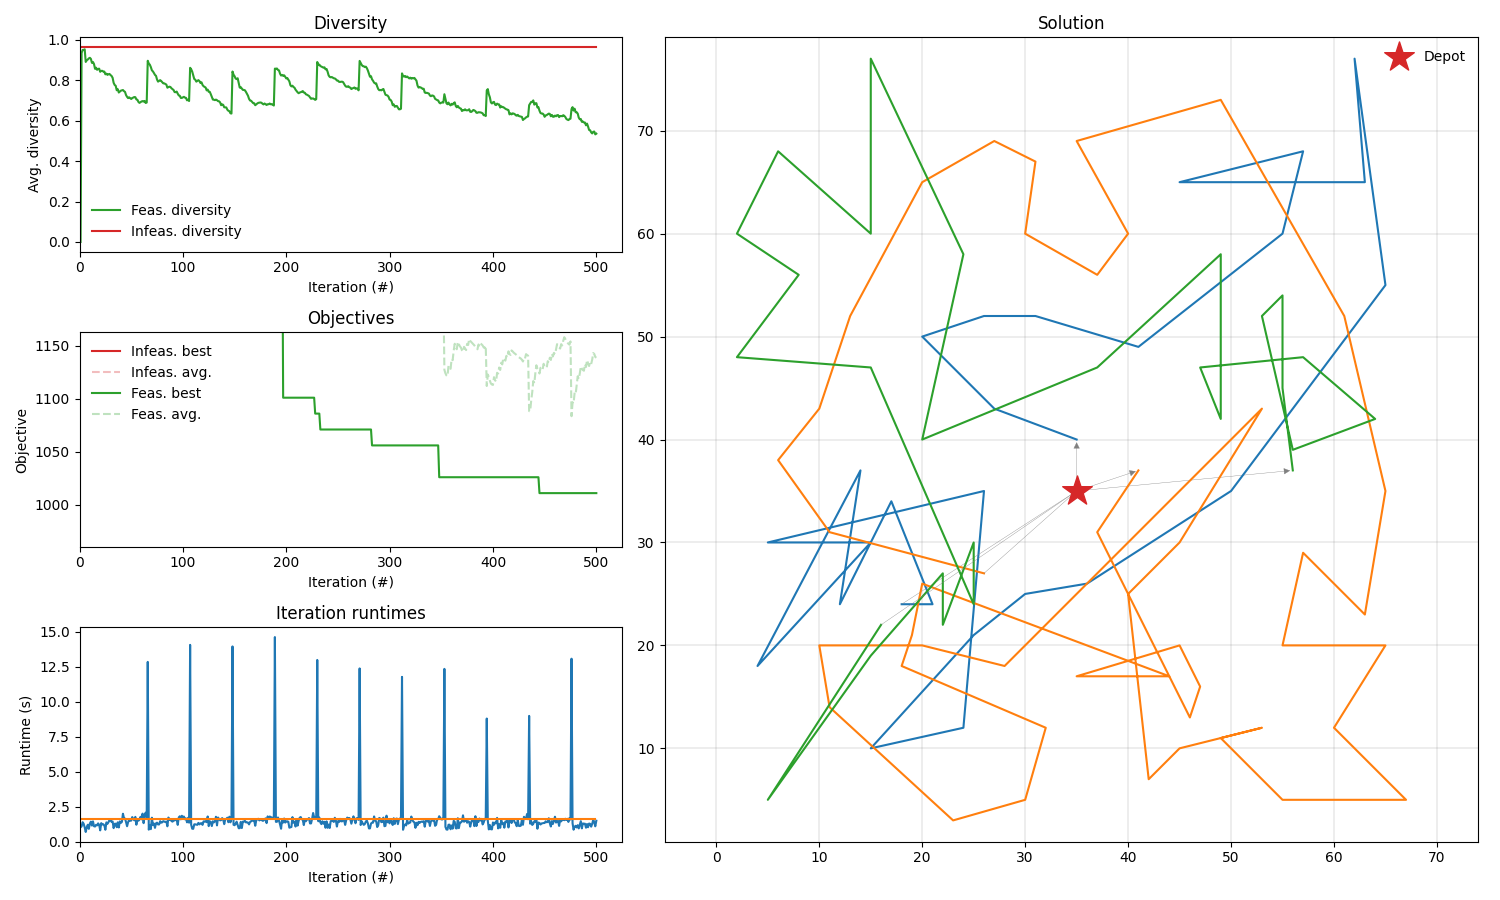 Diversity
1.0
0.8
0.6
0.4
0.2
0.0
Avg. diversity
Feas. diversity
Infeas. diversity
0 100 200 300 400 500
Iteration (#)
Objectives
1150
1100
1050
1000
Objective
Infeas. best
Infeas. avg.
Feas. best
Feas. avg.
0 100 200 300 400 500
Iteration (#)
Iteration runtimes
15.0
12.5
10.0
7.5
5.0
2.5
0.0
Runtime (s)
0 100 200 300 400 500
Iteration (#)
Solution
Depot
70
60
50
40
30
20
10
0 10 20 30 40 50 60 70